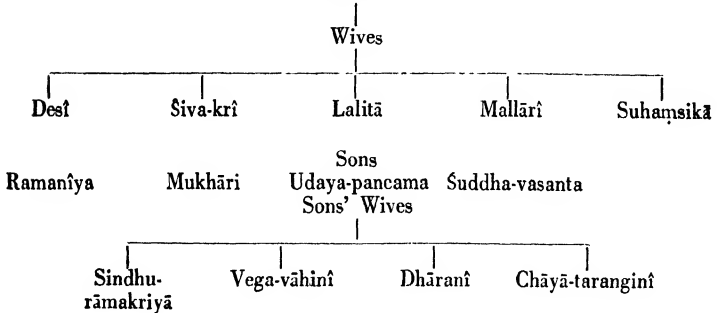 Wives
Desî Śiva-krî Lalitā Mallārî Suhaṃsikā
Sons
Ramanîya Mukhāri Udaya-pancama Śuddha-vasanta
Sons' Wives
Sindhu- Vega-vāhinî Dhāranî Chāyā-taranginî
rāmakriyā